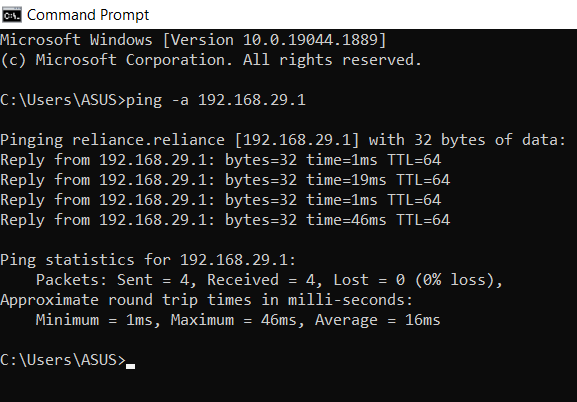 Command Prompt
Microsoft Windows [Version 10.0.19044.1889]
(c) Microsoft Corporation. All rights reserved.
C:\Users\ASUS>ping -a 192.168.29.1
Pinging reliance.reliance [192.168.29.1] with 32 bytes of data:
Reply from 192.168.29.1: bytes=32 time=1ms TTL=64
Reply from 192.168.29.1: bytes=32 time=19ms TTL=64
Reply from 192.168.29.1: bytes=32 time=1ms TTL=64
Reply from 192.168.29.1: bytes=32 time=46ms TTL=64
Ping statistics for 192.168.29.1:
    Packets: Sent = 4, Received = 4, Lost = 0 (0% loss),
Approximate round trip times in milli-seconds:
    Minimum = 1ms, Maximum = 46ms, Average = 16ms
C:\Users\ASUS>